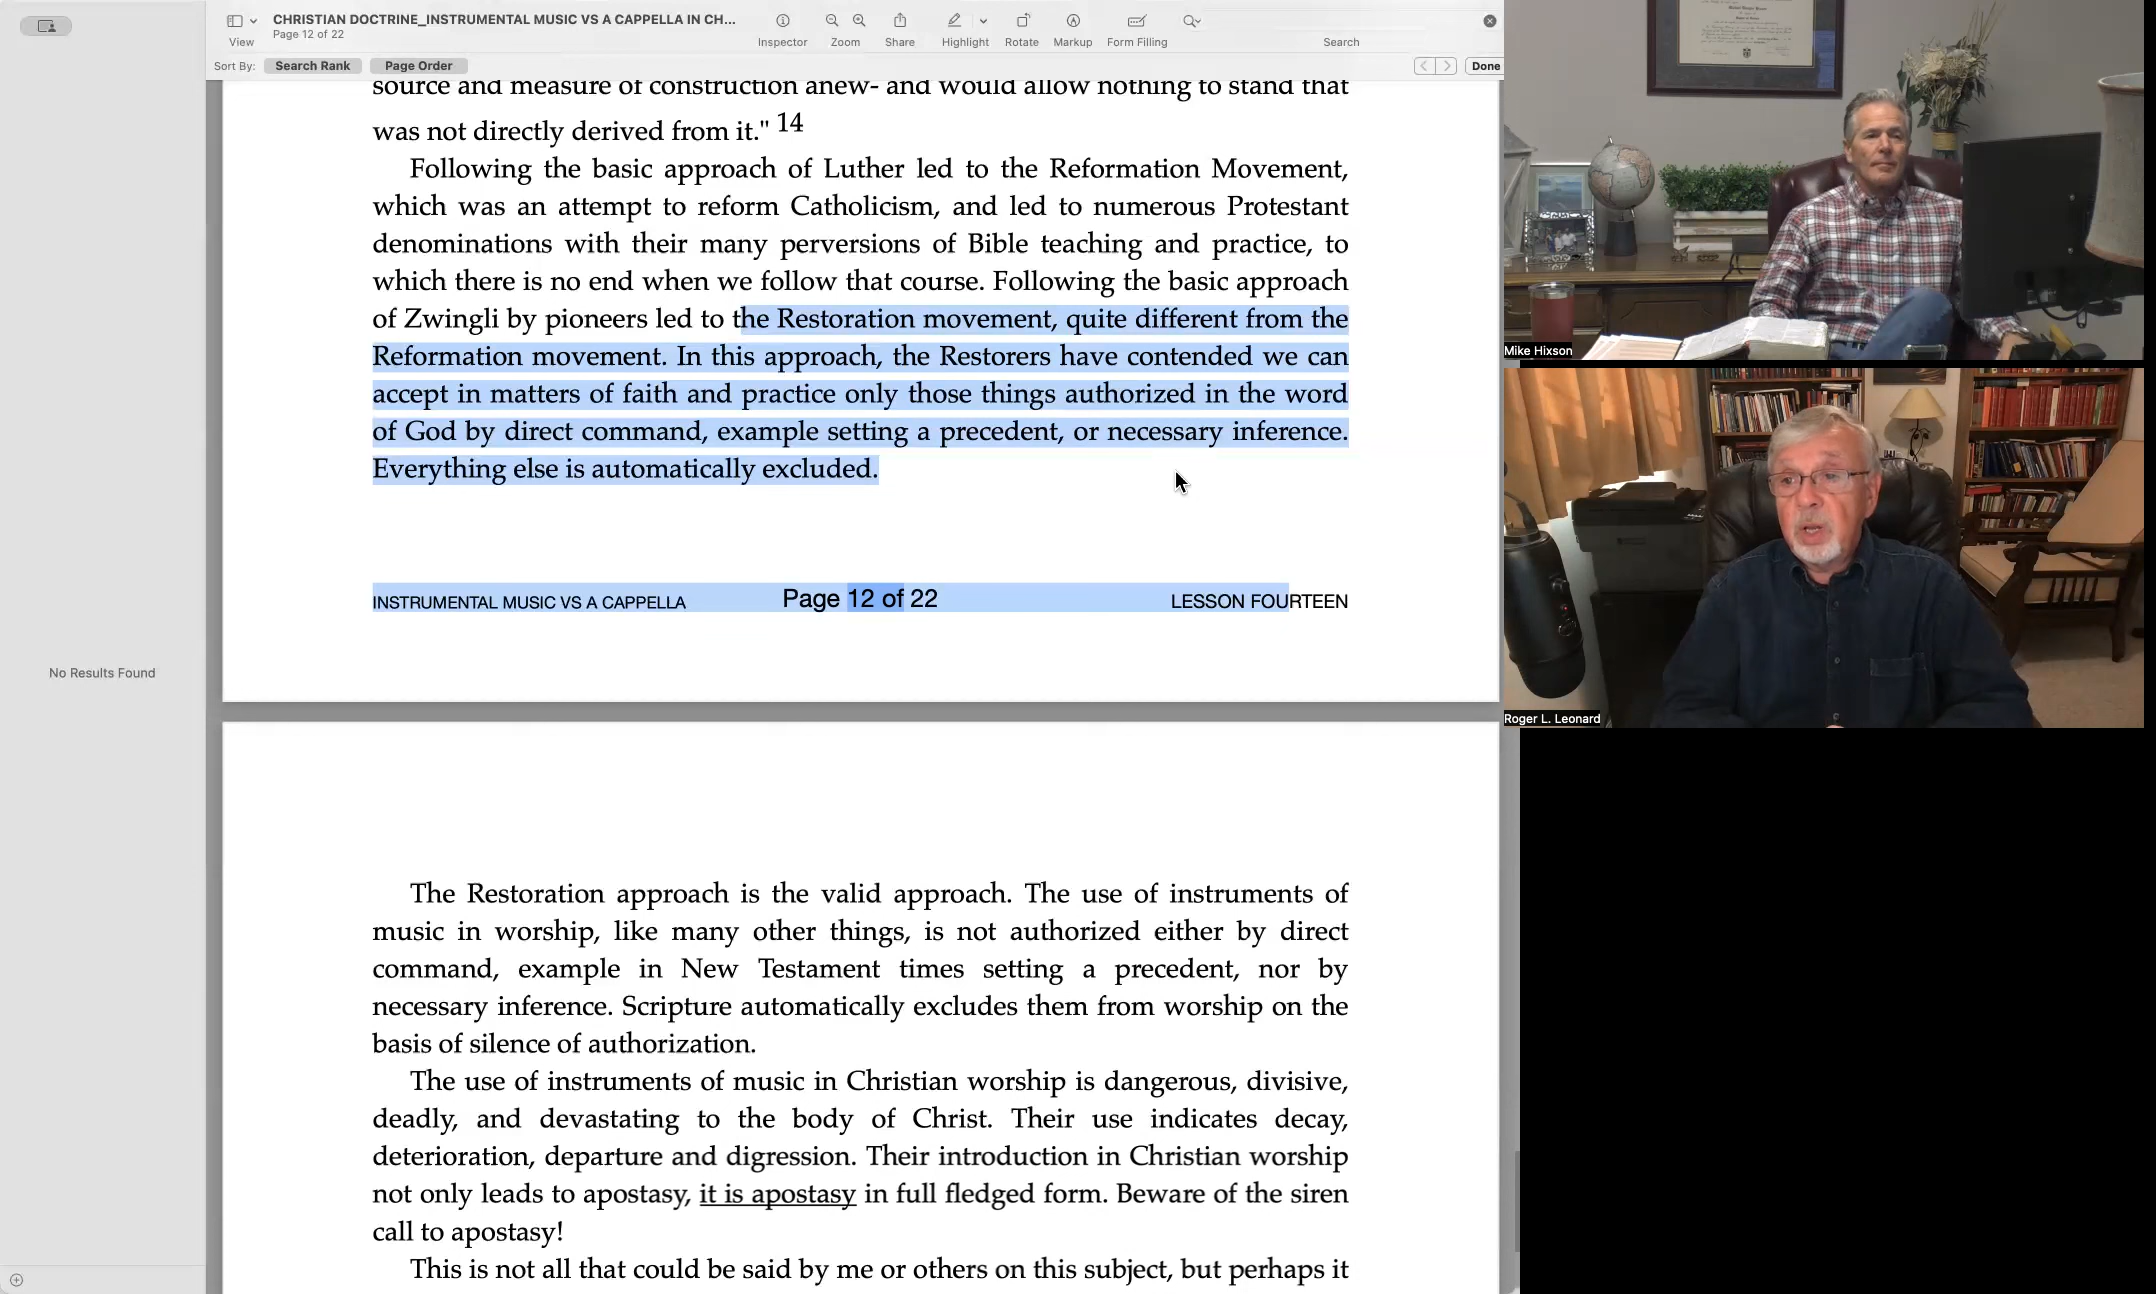 CHRISTIAN DOCTRINE_INSTRUMENTAL MUSIC VS A CAPPELLA IN CH...
Page 12 of 22
View
Inspector
Zoom
Share
Highlight
Rotate
Markup
Form Filling
Search
Sort By:
Search Rank
Page Order
Done
No Results Found
source and measure of construction anew- and would allow nothing to stand that
was not directly derived from it." 14
Following the basic approach of Luther led to the Reformation Movement,
which was an attempt to reform Catholicism, and led to numerous Protestant
denominations with their many perversions of Bible teaching and practice, to
which there is no end when we follow that course. Following the basic approach
of Zwingli by pioneers led to the Restoration movement, quite different from the
Reformation movement. In this approach, the Restorers have contended we can
accept in matters of faith and practice only those things authorized in the word
of God by direct command, example setting a precedent, or necessary inference.
Everything else is automatically excluded.
INSTRUMENTAL MUSIC VS A CAPPELLA
Page 12 of 22
LESSON FOURTEEN
The Restoration approach is the valid approach. The use of instruments of
music in worship, like many other things, is not authorized either by direct
command, example in New Testament times setting a precedent, nor by
necessary inference. Scripture automatically excludes them from worship on the
basis of silence of authorization.
The use of instruments of music in Christian worship is dangerous, divisive,
deadly, and devastating to the body of Christ. Their use indicates decay,
deterioration, departure and digression. Their introduction in Christian worship
not only leads to apostasy, it is apostasy in full fledged form. Beware of the siren
call to apostasy!
This is not all that could be said by me or others on this subject, but perhaps it
Mike Hixson
Roger L. Leonard